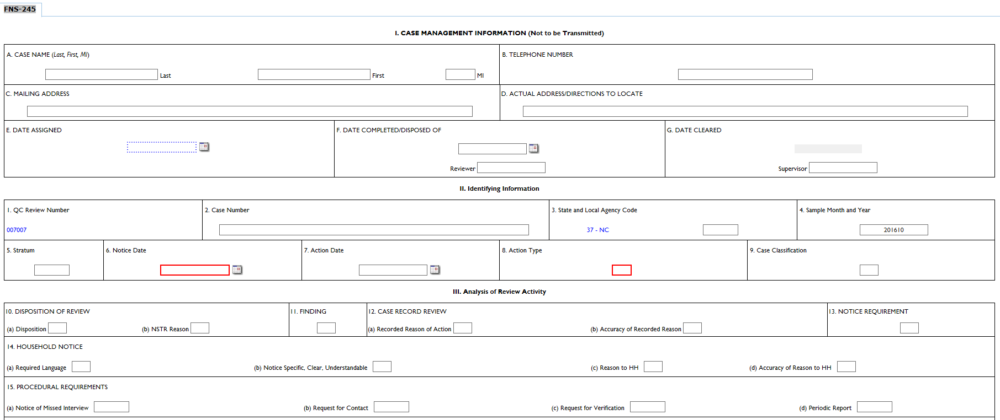 FNS-245
I. CASE MANAGEMENT INFORMATION (Not to be Transmitted)
A. CASE NAME (Last, First, MI)
B. TELEPHONE NUMBER
Last
First
MI
C. MAILING ADDRESS
D. ACTUAL ADDRESS/DIRECTIONS TO LOCATE
E. DATE ASSIGNED
F. DATE COMPLETED/DISPOSED OF
G. DATE CLEARED
Reviewer
Supervisor
II. Identifying Information
1. QC Review Number
2. Case Number
3. State and Local Agency Code
4. Sample Month and Year
007007
37 - NC
201610
5. Stratum
6. Notice Date
7. Action Date
8. Action Type
9. Case Classification
III. Analysis of Review Activity
10. DISPOSITION OF REVIEW
11. FINDING
12. CASE RECORD REVIEW
13. NOTICE REQUIREMENT
(a) Disposition
(b) NSTR Reason
(a) Recorded Reason of Action
(b) Accuracy of Recorded Reason
14. HOUSEHOLD NOTICE
(a) Required Language
(b) Notice Specific, Clear, Understandable
(c) Reason to HH
(d) Accuracy of Reason to HH
15. PROCEDURAL REQUIREMENTS
(a) Notice of Missed Interview
(b) Request for Contact
(c) Request for Verification
(d) Periodic Report